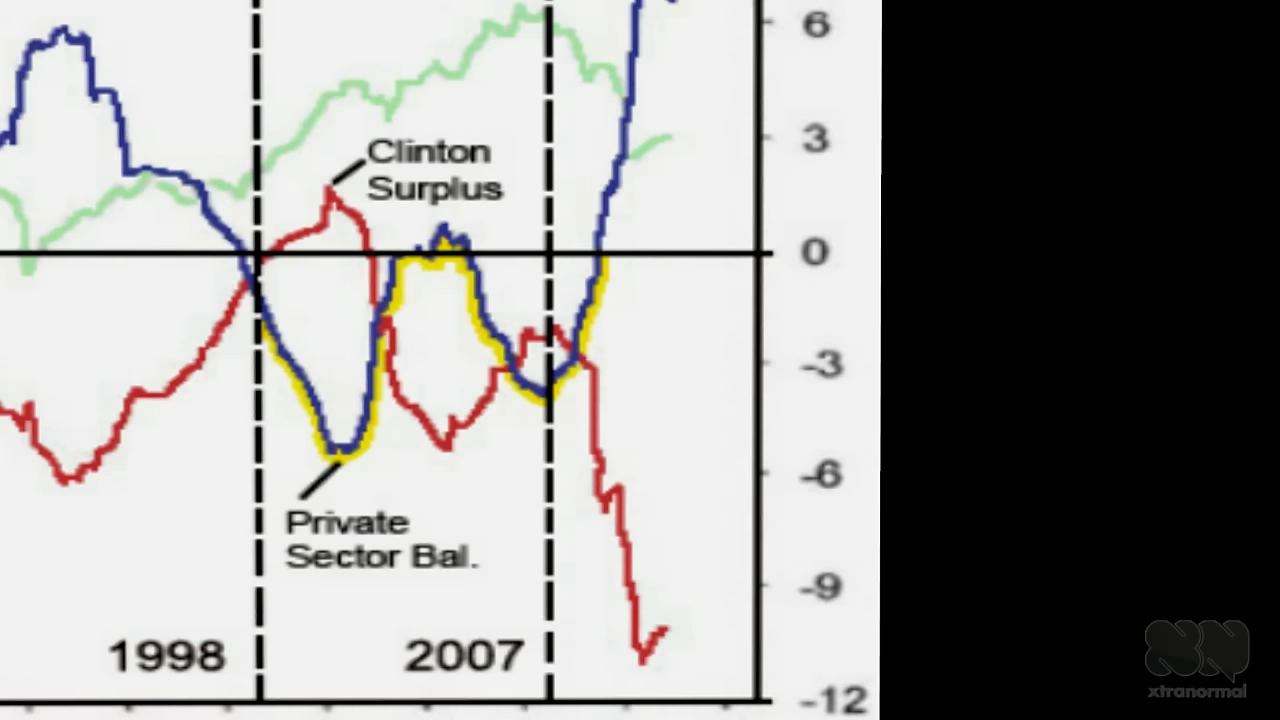 6
3
Clinton
Surplus
0
-3
-6
Private
Sector Bal.
-9
1998
2007
-12
xtranormal